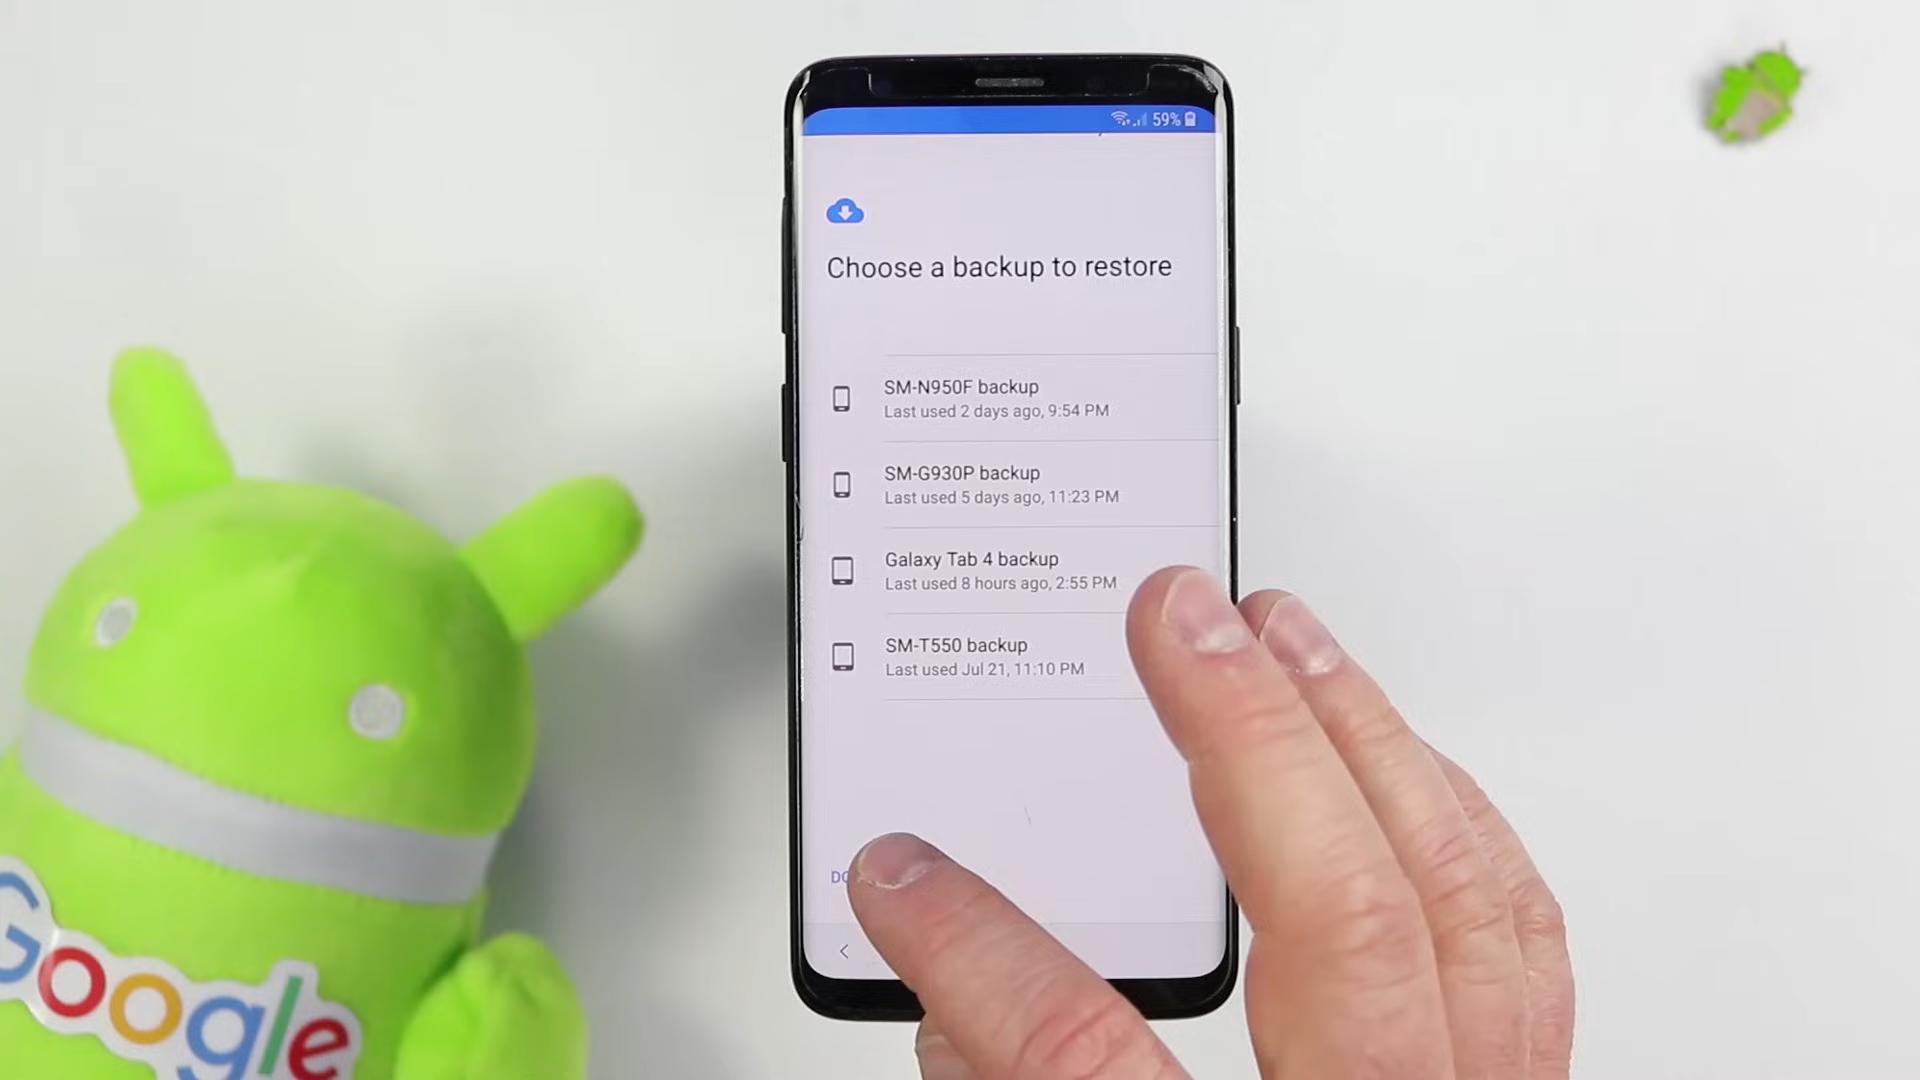 59%
Choose a backup to restore
SM-N950F backup
Last used 2 days ago, 9:54 PM
SM-G930P backup
Last used 5 days ago, 11:23 PM
Galaxy Tab 4 backup
Last used 8 hours ago, 2:55 PM
SM-T550 backup
Last used Jul 21, 11:10 PM
Google